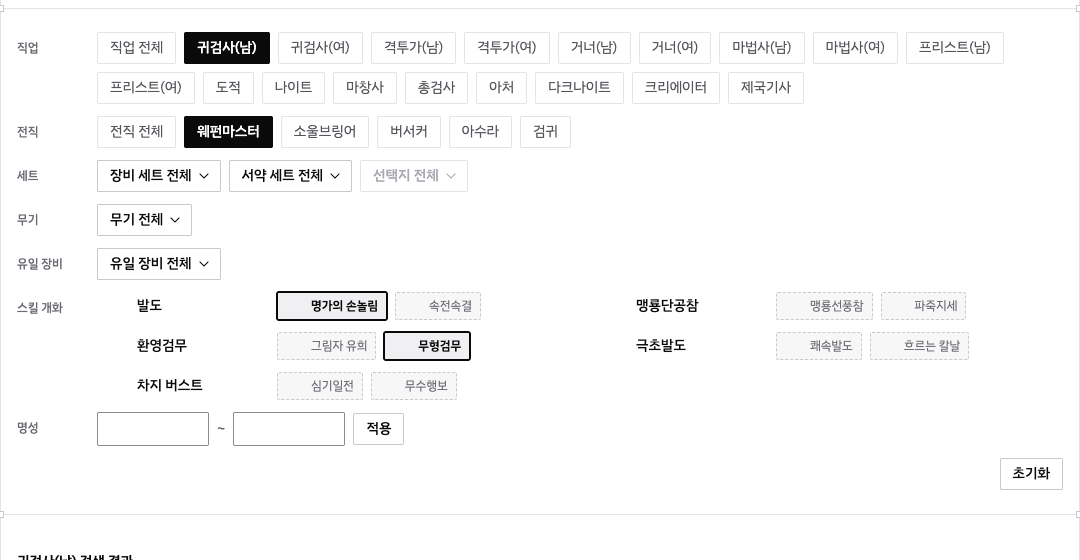 직업 직업 전체 귀검사(남) 귀검사(여) 격투가(남) 격투가(여) 거너(남) 거너(여) 마법사(남) 마법사(여) 프리스트(남)
프리스트(여) 도적 나이트 마창사 총검사 아처 다크나이트 크리에이터 제국기사
전직 전직 전체 웨펀마스터 소울브링어 버서커 아수라 검귀
세트 장비 세트 전체 서약 세트 전체 선택지 전체
무기 무기 전체
유일 장비 유일 장비 전체
스킬 개화 발도 명가의 손놀림 속전속결 맹룡단공참 맹룡선풍참 파죽지세
환영검무 그림자 유희 무형검무 극초발도 쾌속발도 흐르는 칼날
차지 버스트 심기일전 무수행보
명성 ~ 적용
초기화
귀검사(남) 검색 결과